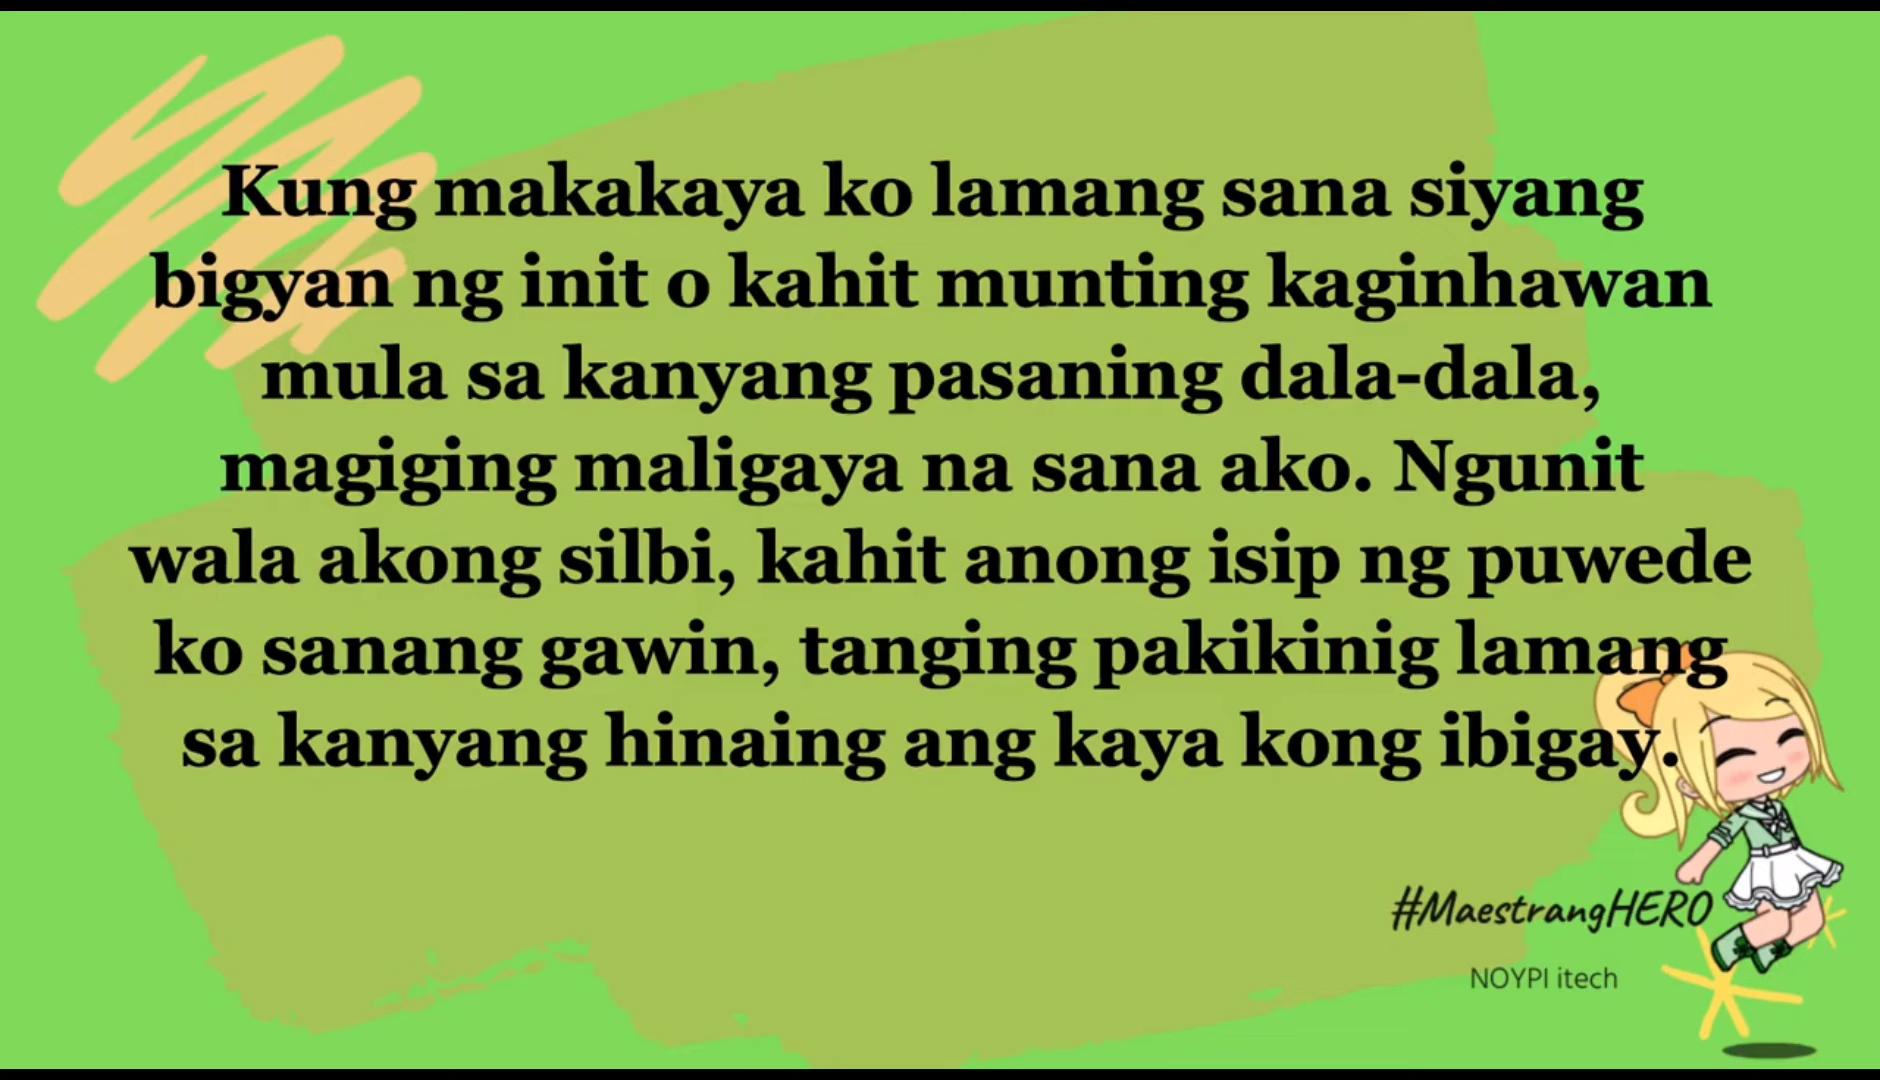 Kung makakaya ko lamang sana siyang
bigyan ng init o kahit munting kaginhawan
mula sa kanyang pasaning dala-dala,
magiging maligaya na sana ako. Ngunit
wala akong silbi, kahit anong isip ng puwede
ko sanang gawin, tanging pakikinig lamang
sa kanyang hinaing ang kaya kong ibigay.
#MaestrangHERO
NOYPI itech